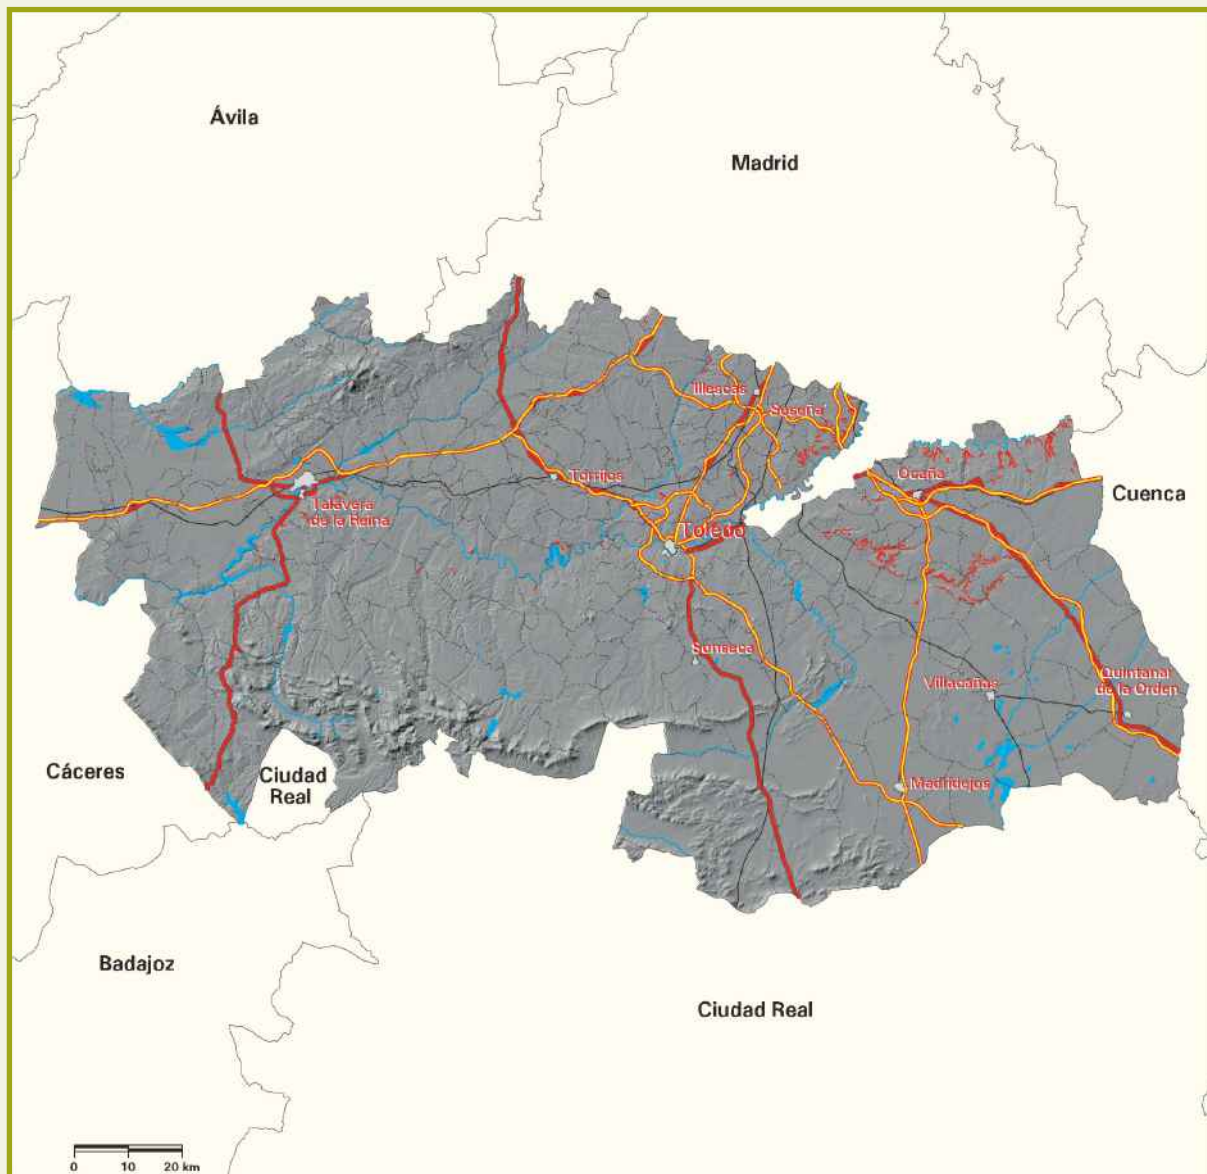 Ávila
Madrid
Illescas
Seseña
Ocaña
Cuenca
Torrijos
Talavera
de la Reina
Toledo
Sonseca
Villacañas
Quintanar
de la Orden
Cáceres
Ciudad
Real
Madridejos
Badajoz
Ciudad Real
0 10 20 km